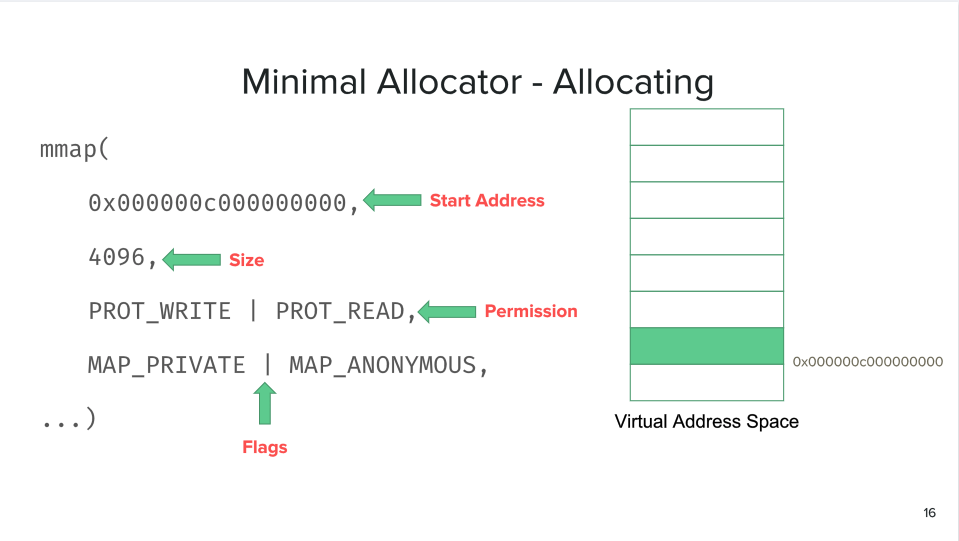 Minimal Allocator - Allocating
mmap(
0x000000c000000000,
Start Address
4096,
Size
PROT_WRITE | PROT_READ,
Permission
MAP_PRIVATE | MAP_ANONYMOUS,
...)
Flags
0x000000c000000000
Virtual Address Space
16